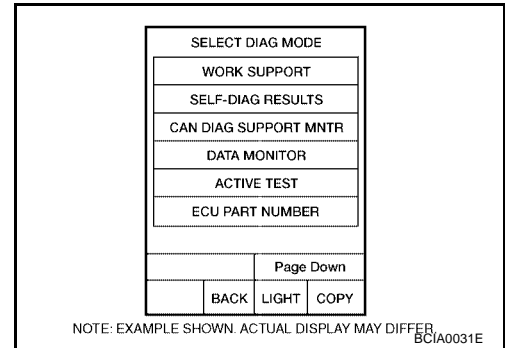 SELECT DIAG MODE
WORK SUPPORT
SELF-DIAG RESULTS
CAN DIAG SUPPORT MNTR
DATA MONITOR
ACTIVE TEST
ECU PART NUMBER
Page Down
BACK LIGHT COPY
NOTE: EXAMPLE SHOWN. ACTUAL DISPLAY MAY DIFFER.
BCIA0031E